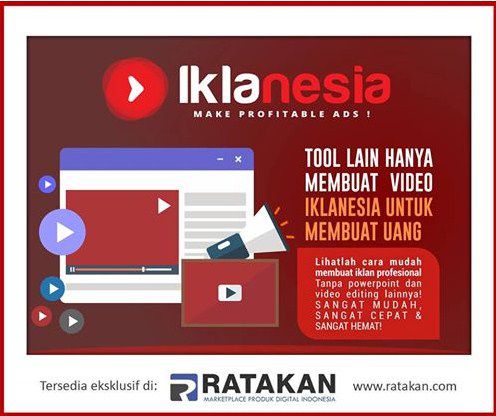 Iklanesia
MAKE PROFITABLE ADS !
TOOL LAIN HANYA
MEMBUAT VIDEO
IKLANESIA UNTUK
MEMBUAT UANG
Lihatlah cara mudah
membuat iklan profesional
Tanpa powerpoint dan
video editing lainnya!
SANGAT MUDAH,
SANGAT CEPAT &
SANGAT HEMAT!
Tersedia eksklusif di:
RATAKAN
MARKETPLACE PRODUK DIGITAL INDONESIA
www.ratakan.com